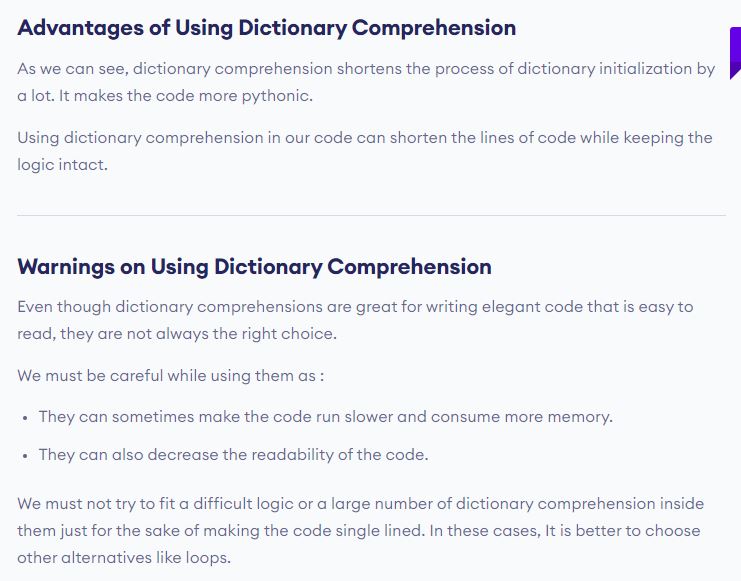 Advantages of Using Dictionary Comprehension
As we can see, dictionary comprehension shortens the process of dictionary initialization by
a lot. It makes the code more pythonic.
Using dictionary comprehension in our code can shorten the lines of code while keeping the
logic intact.
Warnings on Using Dictionary Comprehension
Even though dictionary comprehensions are great for writing elegant code that is easy to
read, they are not always the right choice.
We must be careful while using them as :
• They can sometimes make the code run slower and consume more memory.
• They can also decrease the readability of the code.
We must not try to fit a difficult logic or a large number of dictionary comprehension inside
them just for the sake of making the code single lined. In these cases, It is better to choose
other alternatives like loops.